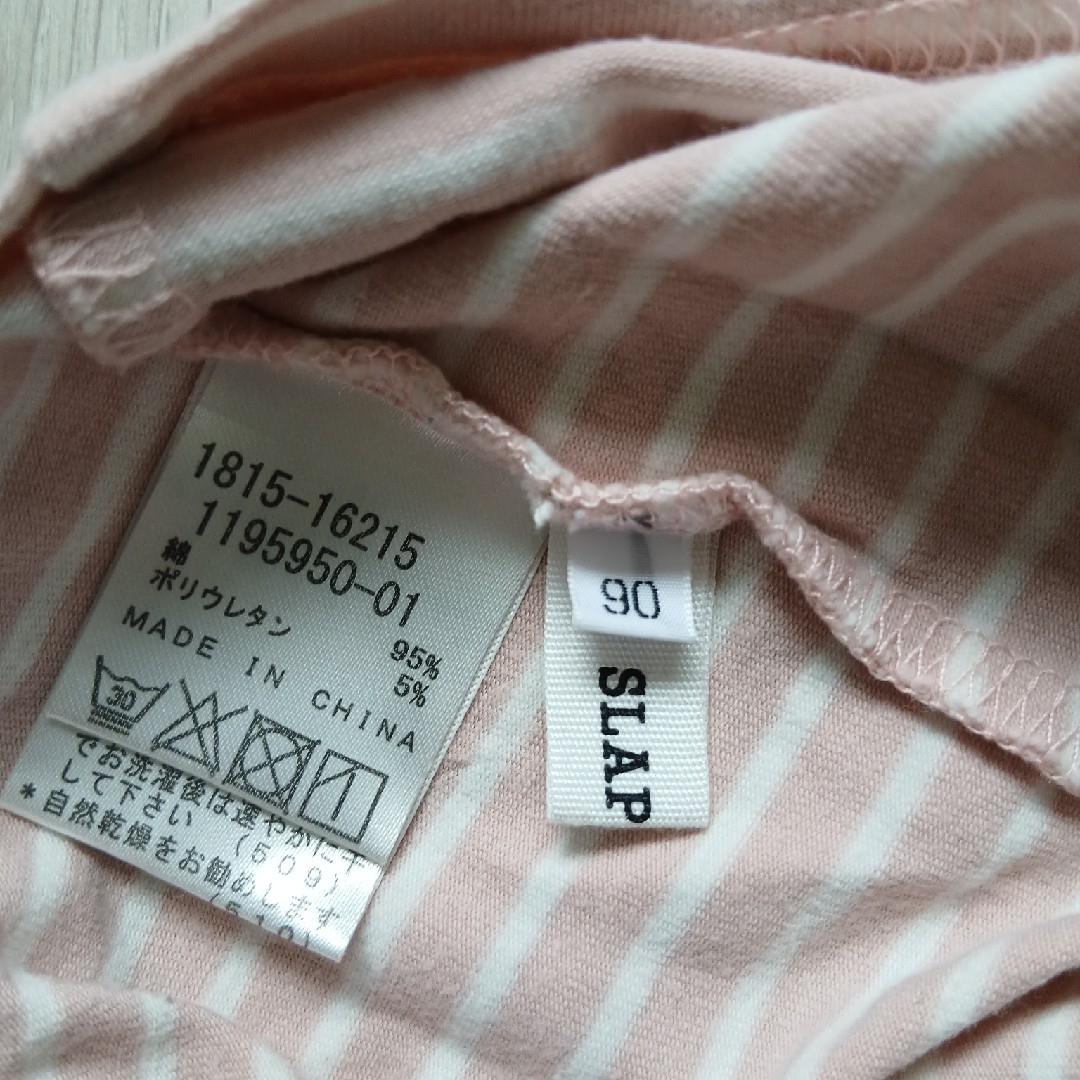 1815-16215
1195950-01
綿 95%
ポリウレタン 5%
MADE IN CHINA
30
でお洗濯後は速やかに干
して下さい (509)
*自然乾燥をお勧めします
(510)
90
SLAP